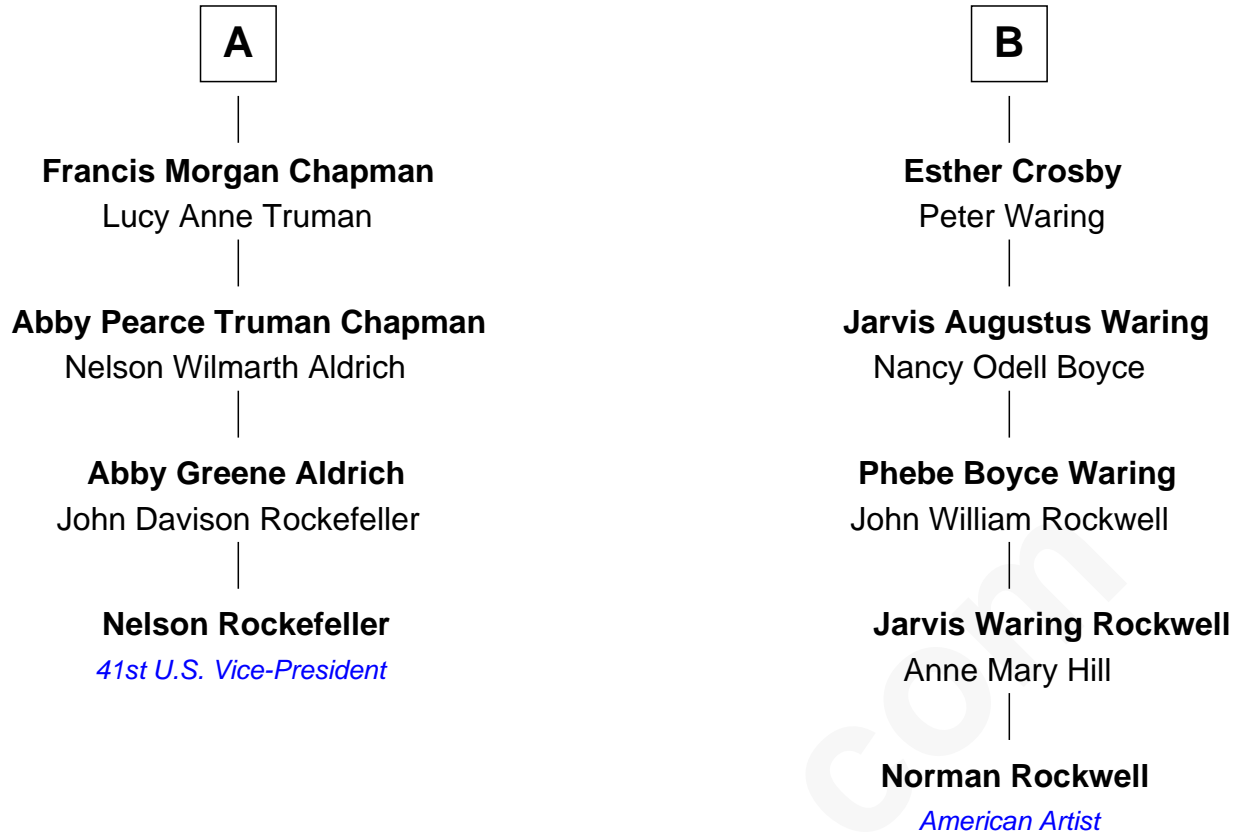 A
Francis Morgan Chapman
Lucy Anne Truman
Abby Pearce Truman Chapman
Nelson Wilmarth Aldrich
Abby Greene Aldrich
John Davison Rockefeller
Nelson Rockefeller
41st U.S. Vice-President
B
Esther Crosby
Peter Waring
Jarvis Augustus Waring
Nancy Odell Boyce
Phebe Boyce Waring
John William Rockwell
Jarvis Waring Rockwell
Anne Mary Hill
Norman Rockwell
American Artist
com